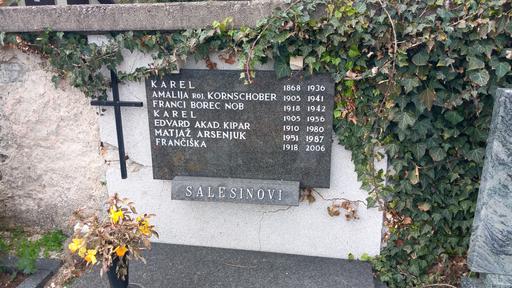 KAREL 1868 1936
AMALIJA ROJ. KORNSCHOBER 1905 1941
FRANCI BOREC NOB 1918 1942
KAREL 1905 1956
EDVARD AKAD. KIPAR 1910 1980
MATJAŽ ARSENJUK 1951 1987
FRANČIŠKA 1918 2006
SALESINOVI